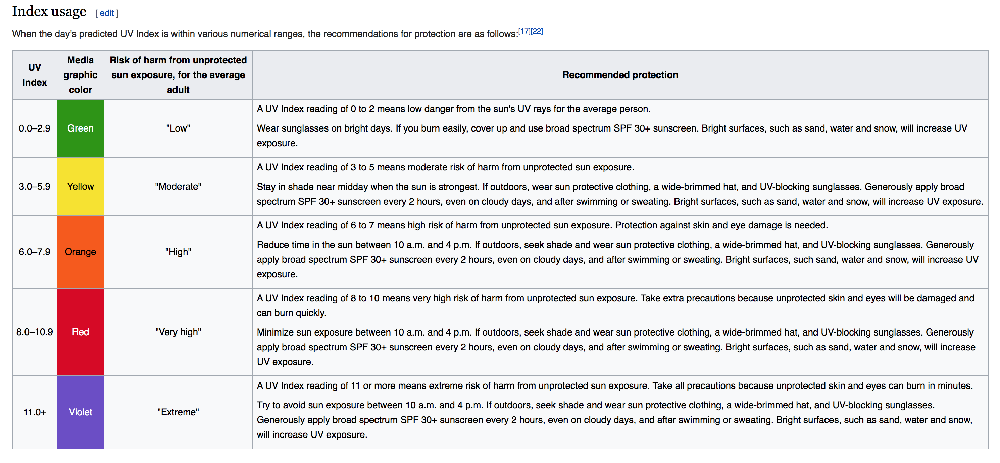 Index usage [ edit ]
When the day's predicted UV Index is within various numerical ranges, the recommendations for protection are as follows:[17][22]
UV
Index
Media
graphic
color
Risk of harm from unprotected
sun exposure, for the average
adult
Recommended protection
0.0–2.9
Green
"Low"
A UV Index reading of 0 to 2 means low danger from the sun's UV rays for the average person.
Wear sunglasses on bright days. If you burn easily, cover up and use broad spectrum SPF 30+ sunscreen. Bright surfaces, such as sand, water and snow, will increase UV
exposure.
3.0–5.9
Yellow
"Moderate"
A UV Index reading of 3 to 5 means moderate risk of harm from unprotected sun exposure.
Stay in shade near midday when the sun is strongest. If outdoors, wear sun protective clothing, a wide-brimmed hat, and UV-blocking sunglasses. Generously apply broad
spectrum SPF 30+ sunscreen every 2 hours, even on cloudy days, and after swimming or sweating. Bright surfaces, such as sand, water and snow, will increase UV exposure.
6.0–7.9
Orange
"High"
A UV Index reading of 6 to 7 means high risk of harm from unprotected sun exposure. Protection against skin and eye damage is needed.
Reduce time in the sun between 10 a.m. and 4 p.m. If outdoors, seek shade and wear sun protective clothing, a wide-brimmed hat, and UV-blocking sunglasses. Generously
apply broad spectrum SPF 30+ sunscreen every 2 hours, even on cloudy days, and after swimming or sweating. Bright surfaces, such sand, water and snow, will increase UV
exposure.
8.0–10.9
Red
"Very high"
A UV Index reading of 8 to 10 means very high risk of harm from unprotected sun exposure. Take extra precautions because unprotected skin and eyes will be damaged and
can burn quickly.
Minimize sun exposure between 10 a.m. and 4 p.m. If outdoors, seek shade and wear sun protective clothing, a wide-brimmed hat, and UV-blocking sunglasses. Generously
apply broad spectrum SPF 30+ sunscreen every 2 hours, even on cloudy days, and after swimming or sweating. Bright surfaces, such as sand, water and snow, will increase
UV exposure.
11.0+
Violet
"Extreme"
A UV Index reading of 11 or more means extreme risk of harm from unprotected sun exposure. Take all precautions because unprotected skin and eyes can burn in minutes.
Try to avoid sun exposure between 10 a.m. and 4 p.m. If outdoors, seek shade and wear sun protective clothing, a wide-brimmed hat, and UV-blocking sunglasses.
Generously apply broad spectrum SPF 30+ sunscreen every 2 hours, even on cloudy days, and after swimming or sweating. Bright surfaces, such as sand, water and snow,
will increase UV exposure.